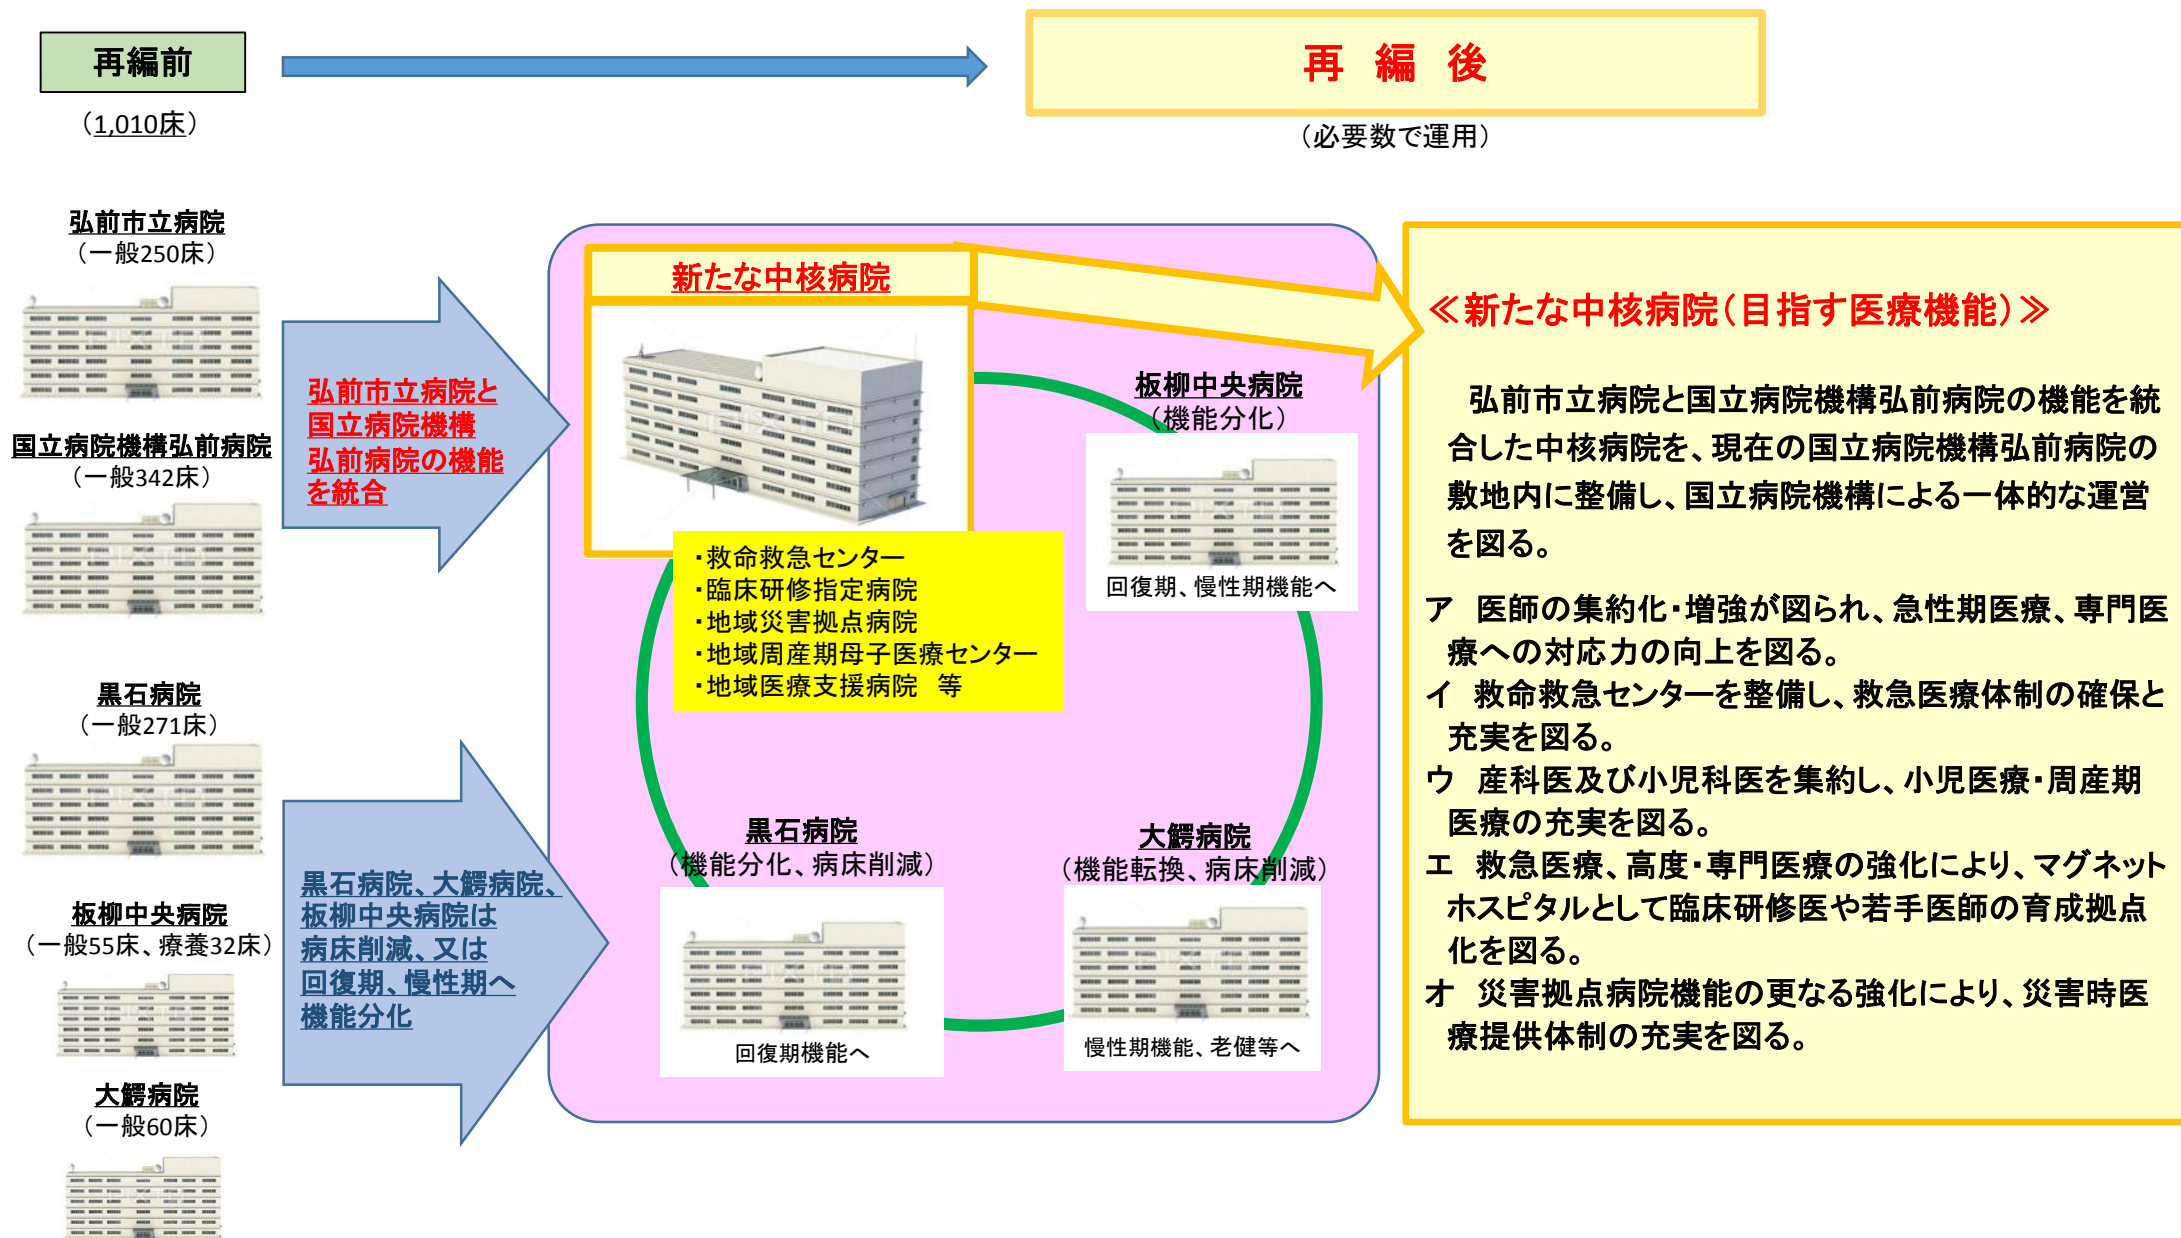 再編前
（1,010床）
再 編 後
（必要数で運用）
弘前市立病院
（一般250床）
国立病院機構弘前病院
（一般342床）
黒石病院
（一般271床）
板柳中央病院
（一般55床、療養32床）
大鰐病院
（一般60床）
弘前市立病院と
国立病院機構
弘前病院の機能
を統合
黒石病院、大鰐病院、
板柳中央病院は
病床削減、又は
回復期、慢性期へ
機能分化
新たな中核病院
・救命救急センター
・臨床研修指定病院
・地域災害拠点病院
・地域周産期母子医療センター
・地域医療支援病院 等
板柳中央病院
（機能分化）
回復期、慢性期機能へ
黒石病院
（機能分化、病床削減）
回復期機能へ
大鰐病院
（機能転換、病床削減）
慢性期機能、老健等へ
≪新たな中核病院（目指す医療機能）≫
弘前市立病院と国立病院機構弘前病院の機能を統
合した中核病院を、現在の国立病院機構弘前病院の
敷地内に整備し、国立病院機構による一体的な運営
を図る。
ア 医師の集約化・増強が図られ、急性期医療、専門医
療への対応力の向上を図る。
イ 救命救急センターを整備し、救急医療体制の確保と
充実を図る。
ウ 産科医及び小児科医を集約し、小児医療・周産期
医療の充実を図る。
エ 救急医療、高度・専門医療の強化により、マグネット
ホスピタルとして臨床研修医や若手医師の育成拠点
化を図る。
オ 災害拠点病院機能の更なる強化により、災害時医
療提供体制の充実を図る。